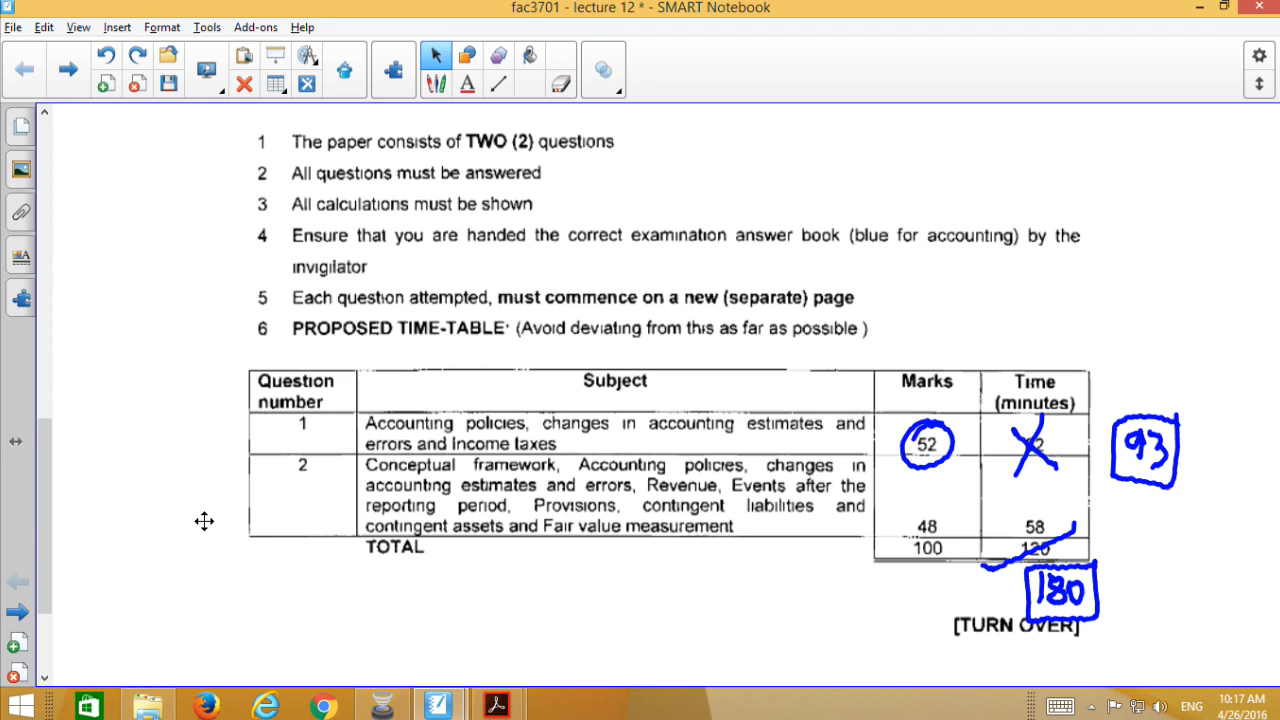 fac3701 - lecture 12 * - SMART Notebook
File Edit View Insert Format Tools Add-ons Help
1 The paper consists of TWO (2) questions
2 All questions must be answered
3 All calculations must be shown
4 Ensure that you are handed the correct examination answer book (blue for accounting) by the
invigilator
5 Each question attempted, must commence on a new (separate) page
6 PROPOSED TIME-TABLE· (Avoid deviating from this as far as possible )
Question number Subject Marks Time (minutes)
1 Accounting policies, changes in accounting estimates and
errors and Income taxes 52 93
2 Conceptual framework, Accounting policies, changes in
accounting estimates and errors, Revenue, Events after the
reporting period, Provisions, contingent liabilities and
contingent assets and Fair value measurement 48 58
TOTAL 100 120
180
[TURN OVER]
ENG
10:17 AM
4/26/2016